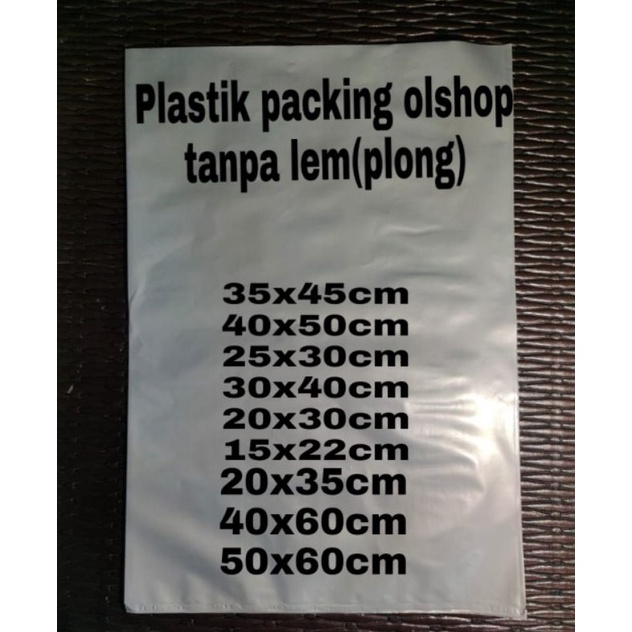 Plastik packing olshop
tanpa lem(plong)
35x45cm
40x50cm
25x30cm
30x40cm
20x30cm
15x22cm
20x35cm
40x60cm
50x60cm